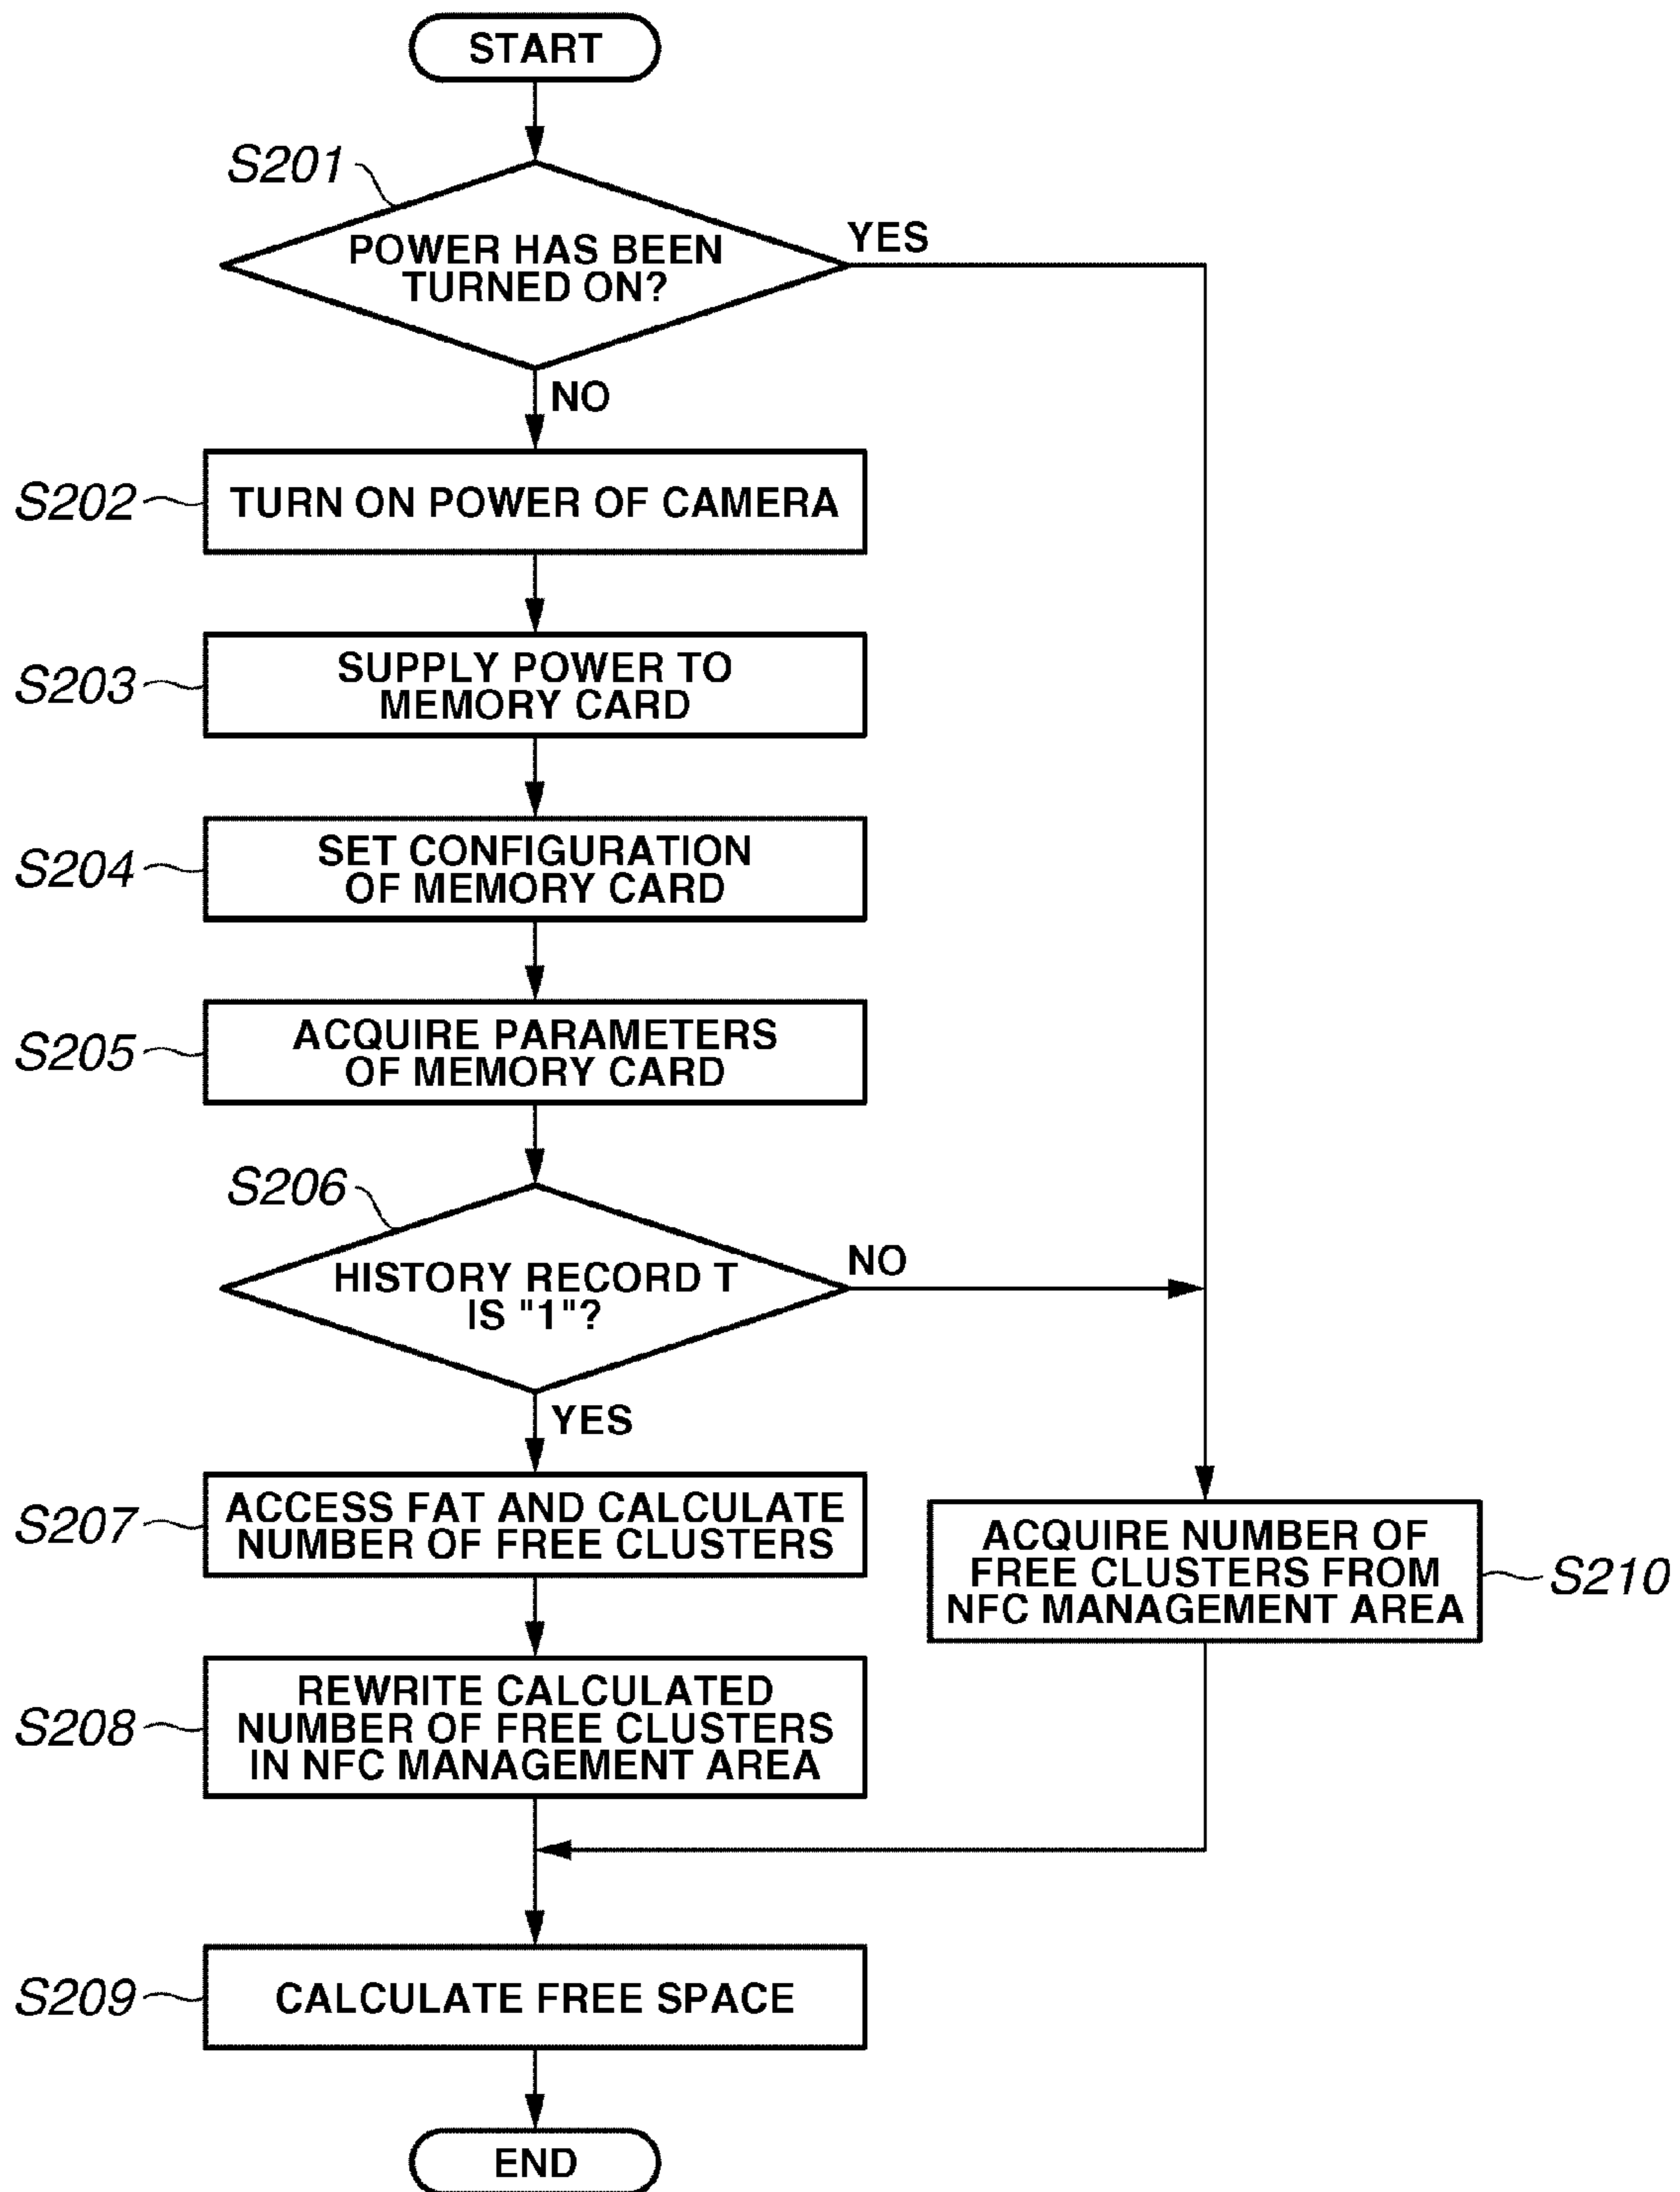 START
S201
POWER HAS BEEN
TURNED ON?
YES
NO
S202
TURN ON POWER OF CAMERA
S203
SUPPLY POWER TO
MEMORY CARD
S204
SET CONFIGURATION
OF MEMORY CARD
S205
ACQUIRE PARAMETERS
OF MEMORY CARD
S206
HISTORY RECORD T
IS "1"?
NO
YES
S207
ACCESS FAT AND CALCULATE
NUMBER OF FREE CLUSTERS
ACQUIRE NUMBER OF
FREE CLUSTERS FROM
NFC MANAGEMENT AREA
S210
S208
REWRITE CALCULATED
NUMBER OF FREE CLUSTERS
IN NFC MANAGEMENT AREA
S209
CALCULATE FREE SPACE
END